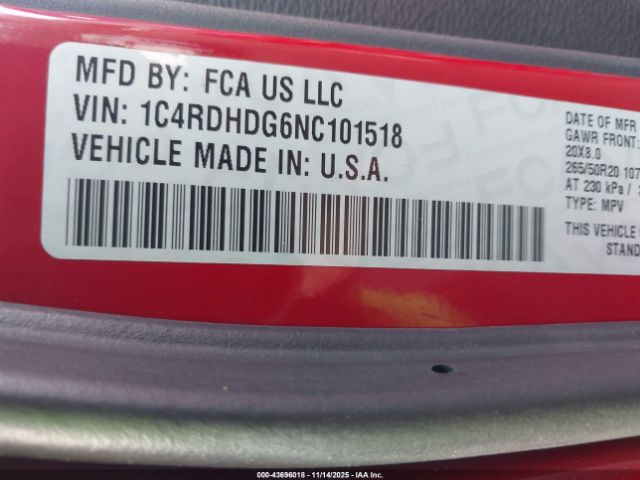 MFD BY: FCA US LLC
VIN: 1C4RDHDG6NC101518
VEHICLE MADE IN: U.S.A.
DATE OF MFR
GAWR FRONT:
20X8.0
265/50R20 107
AT 230 kPa /
TYPE: MPV
THIS VEHICLE
STAND
00-43696018 - 11/14/2025 - IAA Inc.